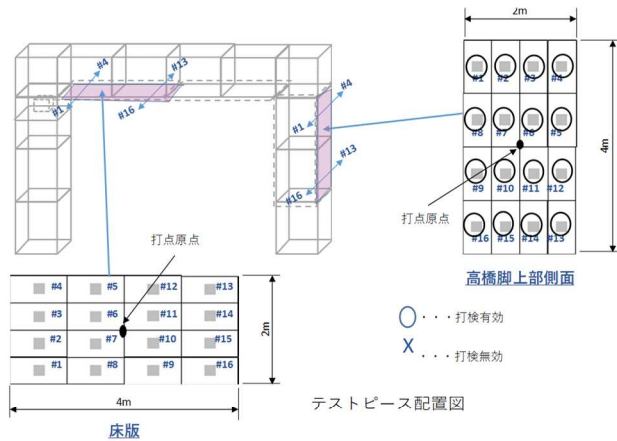 2m
#4
#13
#1
#16
#4
#1
#13
#16
#1 #2 #3 #4
#8 #7 #6 #5
#9 #10 #11 #12
#16 #15 #14 #13
4m
打点原点
高橋脚上部側面
打点原点
#4 #5 #12 #13
#3 #6 #11 #14
#2 #7 #10 #15
#1 #8 #9 #16
2m
4m
床版
○・・・打検有効
X・・・打検無効
テストピース配置図